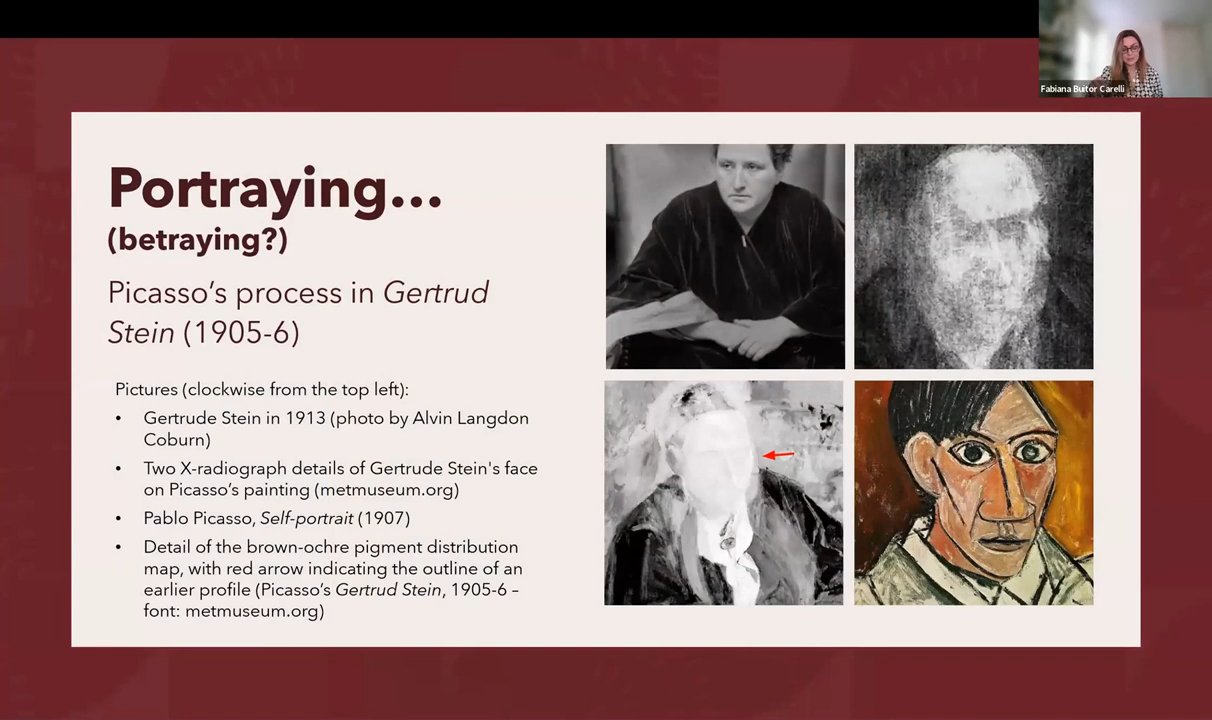 Fabiana Buitor Carelli
Portraying...
(betraying?)
Picasso's process in Gertrud
Stein (1905-6)
Pictures (clockwise from the top left):
• Gertrude Stein in 1913 (photo by Alvin Langdon
Coburn)
• Two X-radiograph details of Gertrude Stein's face
on Picasso's painting (metmuseum.org)
• Pablo Picasso, Self-portrait (1907)
• Detail of the brown-ochre pigment distribution
map, with red arrow indicating the outline of an
earlier profile (Picasso's Gertrud Stein, 1905-6 –
font: metmuseum.org)